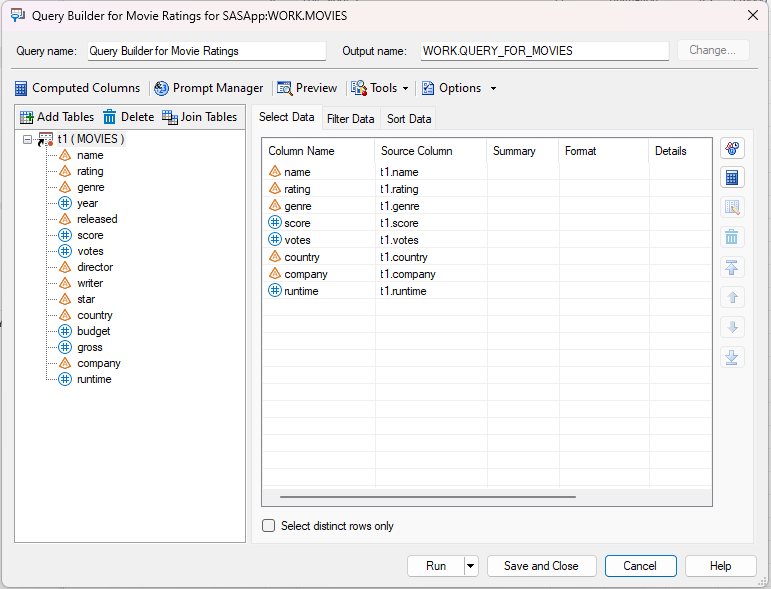 Query Builder for Movie Ratings for SASApp:WORK.MOVIES
Query name: Query Builder for Movie Ratings Output name: WORK.QUERY_FOR_MOVIES Change...
Computed Columns Prompt Manager Preview Tools Options
Add Tables Delete Join Tables
t1 ( MOVIES )
name
rating
genre
year
released
score
votes
director
writer
star
country
budget
gross
company
runtime
Select Data Filter Data Sort Data
Column Name Source Column Summary Format Details
name t1.name
rating t1.rating
genre t1.genre
score t1.score
votes t1.votes
country t1.country
company t1.company
runtime t1.runtime
Select distinct rows only
Run Save and Close Cancel Help